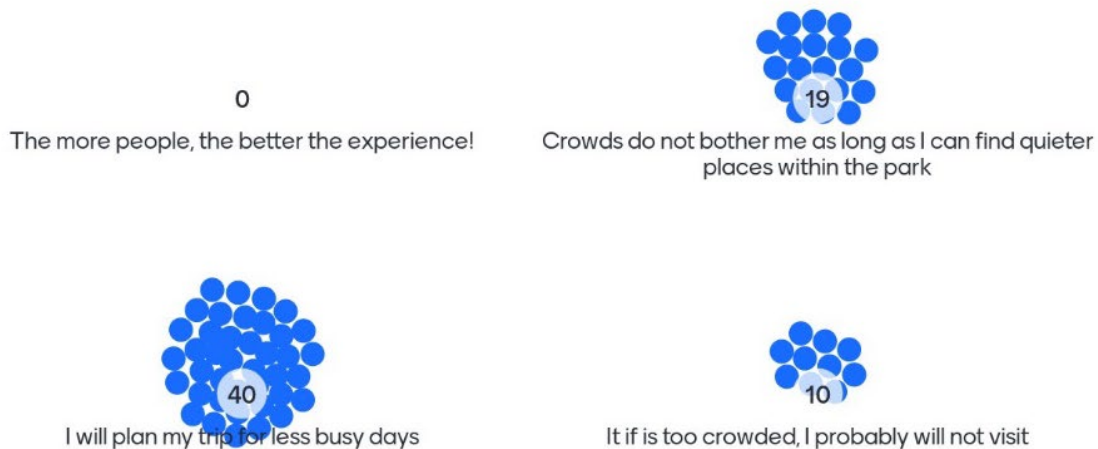 0
The more people, the better the experience!
19
Crowds do not bother me as long as I can find quieter
places within the park
40
I will plan my trip for less busy days
10
It if is too crowded, I probably will not visit